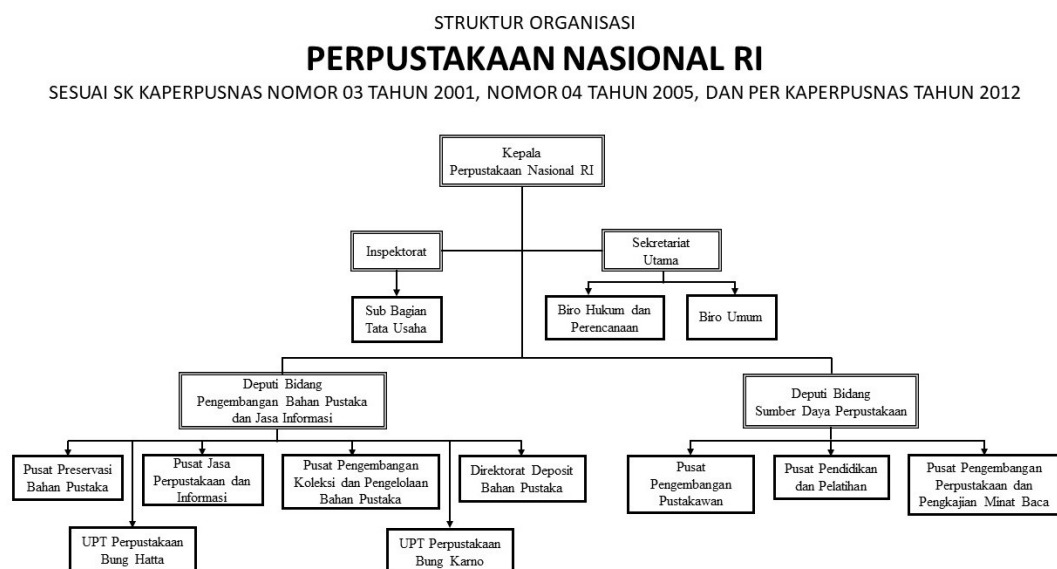 STRUKTUR ORGANISASI
PERPUSTAKAAN NASIONAL RI
SESUAI SK KAPERPUSNAS NOMOR 03 TAHUN 2001, NOMOR 04 TAHUN 2005, DAN PER KAPERPUSNAS TAHUN 2012
Kepala
Perpustakaan Nasional RI
Inspektorat
Sekretariat
Utama
Sub Bagian
Tata Usaha
Biro Hukum dan
Perencanaan
Biro Umum
Deputi Bidang
Pengembangan Bahan Pustaka
dan Jasa Informasi
Deputi Bidang
Sumber Daya Perpustakaan
Pusat Preservasi
Bahan Pustaka
Pusat Jasa
Perpustakaan dan
Informasi
Pusat Pengembangan
Koleksi dan Pengelolaan
Bahan Pustaka
Direktorat Deposit
Bahan Pustaka
Pusat
Pengembangan
Pustakawan
Pusat Pendidikan
dan Pelatihan
Pusat Pengembangan
Perpustakaan dan
Pengkajian Minat Baca
UPT Perpustakaan
Bung Hatta
UPT Perpustakaan
Bung Karno